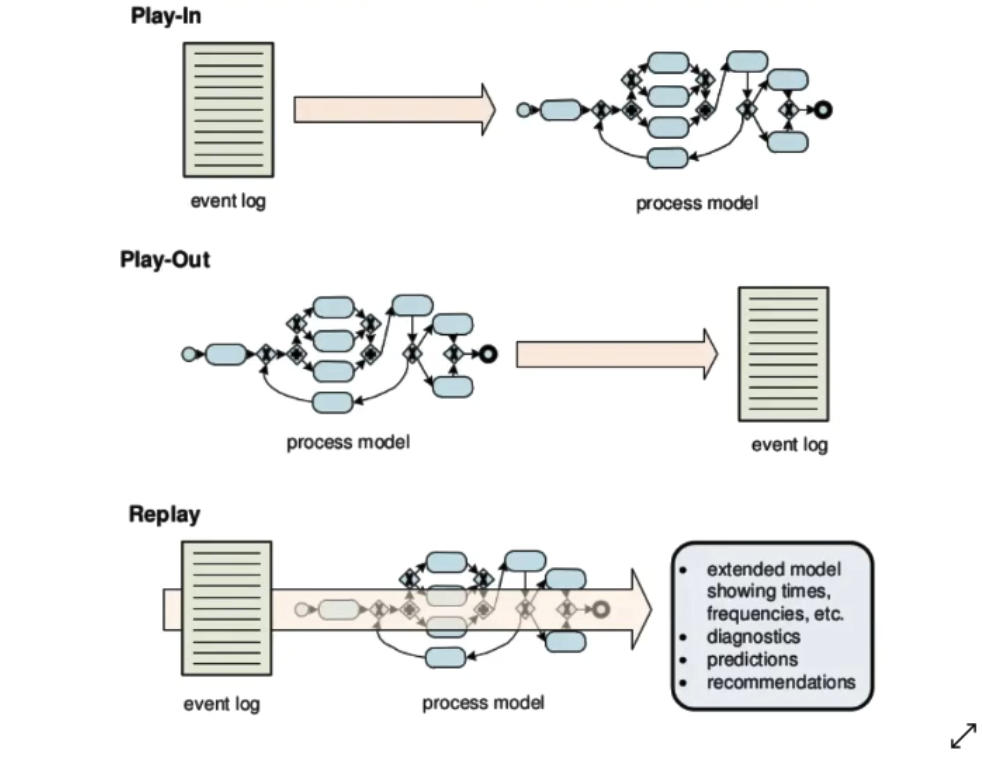 Play-In
event log
process model
Play-Out
process model
event log
Replay
event log
process model
• extended model
showing times,
frequencies, etc.
• diagnostics
• predictions
• recommendations